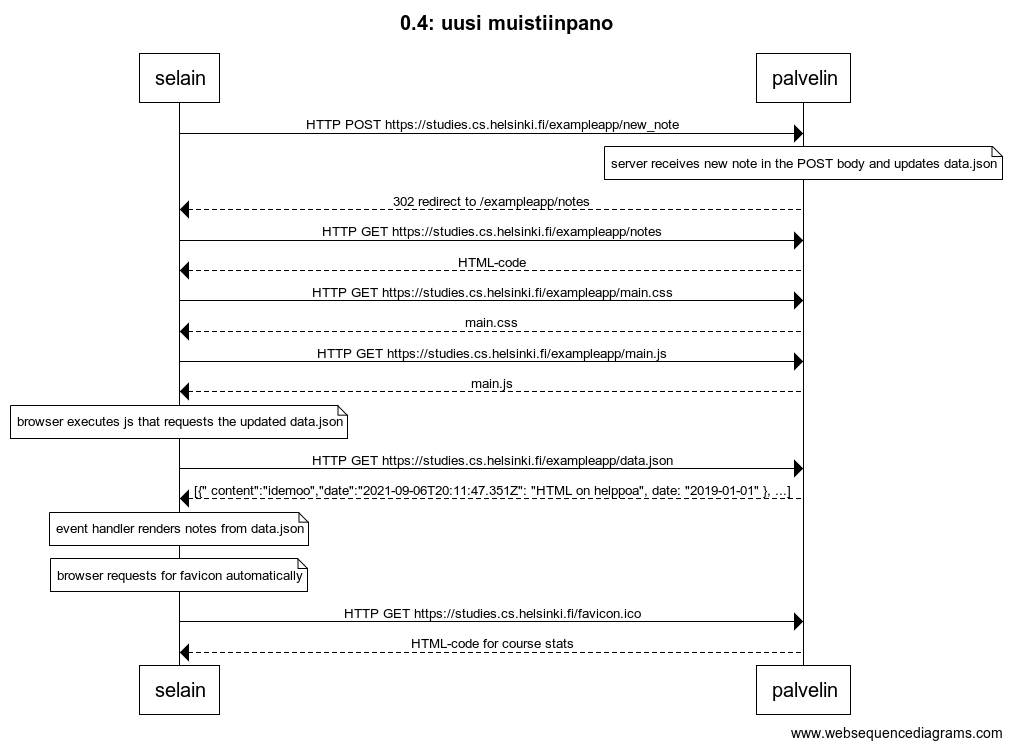 0.4: uusi muistiinpano
selain
palvelin
HTTP POST https://studies.cs.helsinki.fi/exampleapp/new_note
server receives new note in the POST body and updates data.json
302 redirect to /exampleapp/notes
HTTP GET https://studies.cs.helsinki.fi/exampleapp/notes
HTML-code
HTTP GET https://studies.cs.helsinki.fi/exampleapp/main.css
main.css
HTTP GET https://studies.cs.helsinki.fi/exampleapp/main.js
main.js
browser executes js that requests the updated data.json
HTTP GET https://studies.cs.helsinki.fi/exampleapp/data.json
[{" content":"idemoo","date":"2021-09-06T20:11:47.351Z": "HTML on helppoa", date: "2019-01-01" }, ...]
event handler renders notes from data.json
browser requests for favicon automatically
HTTP GET https://studies.cs.helsinki.fi/favicon.ico
HTML-code for course stats
selain
palvelin
www.websequencediagrams.com